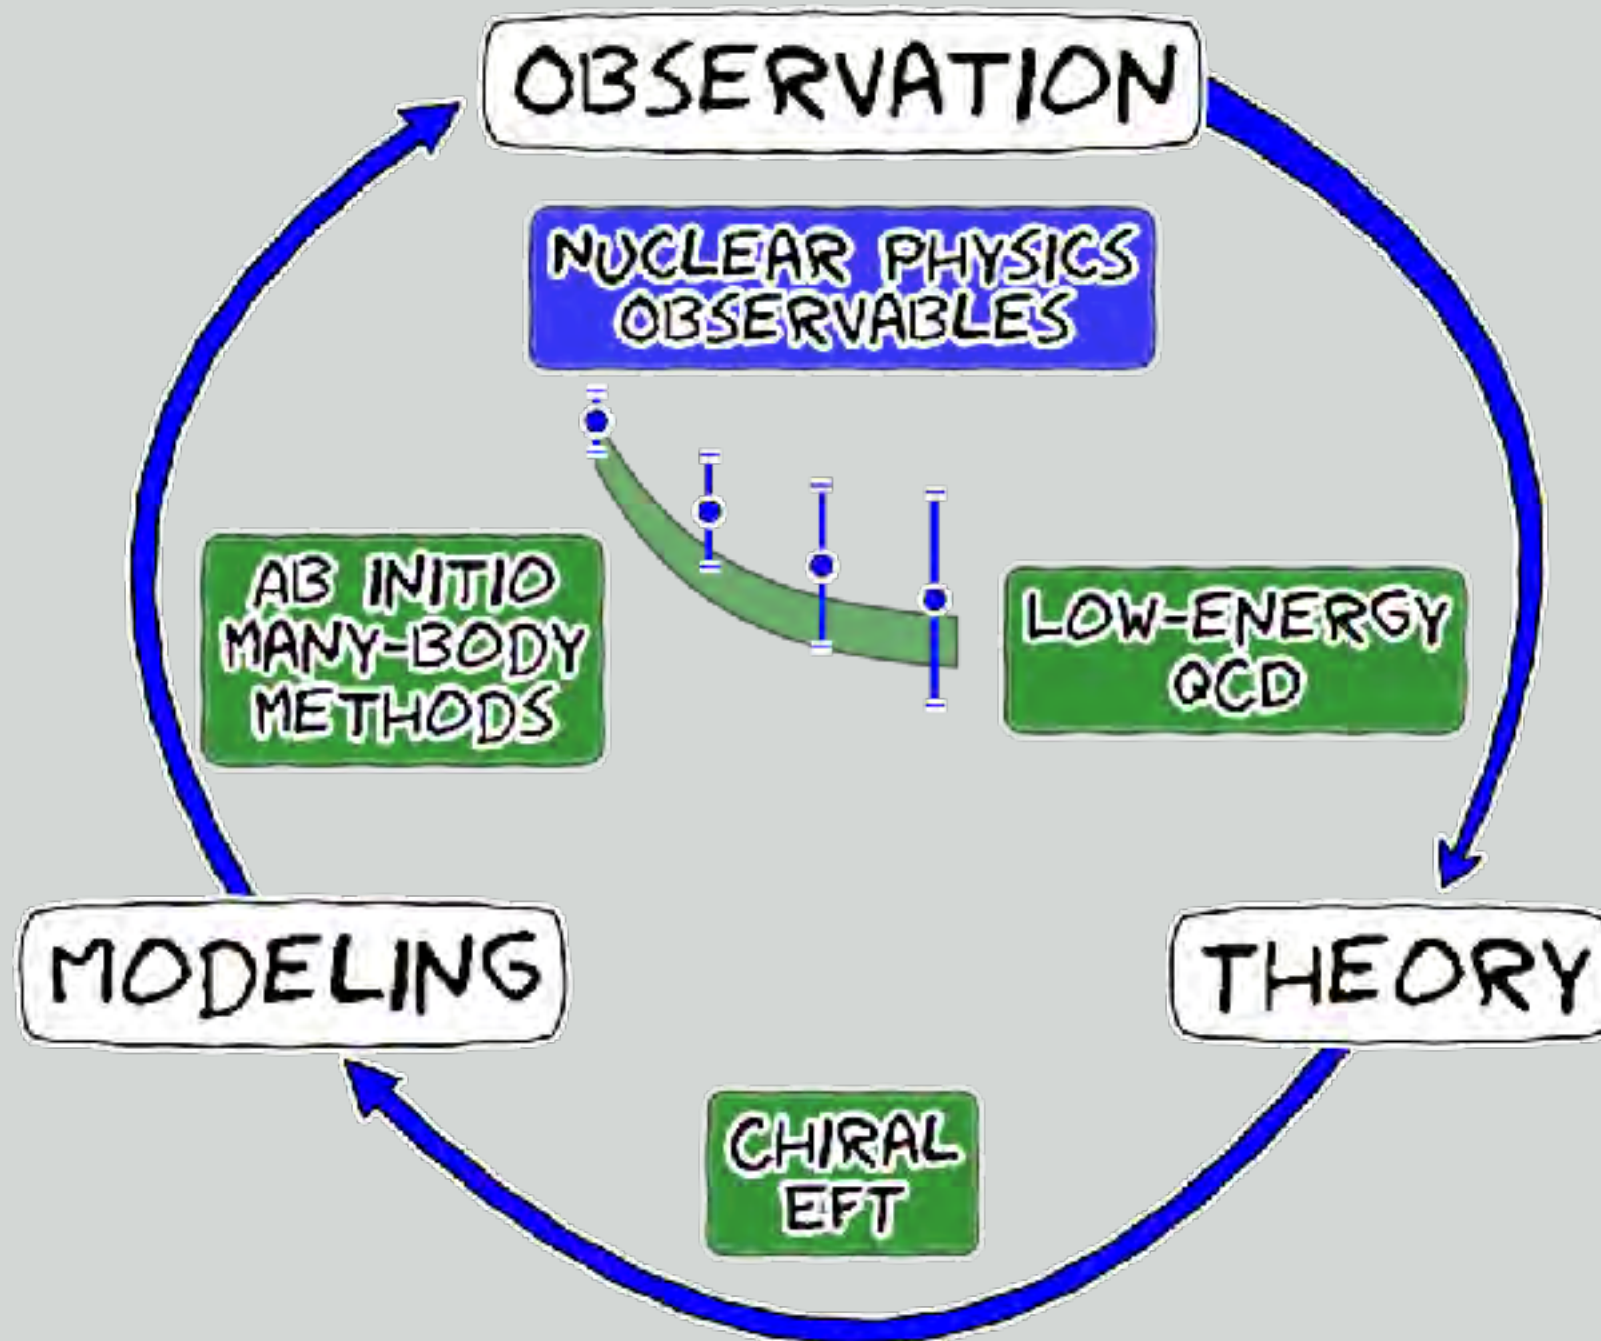 OBSERVATION
NUCLEAR PHYSICS
OBSERVABLES
AB INITIO
MANY-BODY
METHODS
LOW-ENERGY
QCD
MODELING
THEORY
CHIRAL
EFT